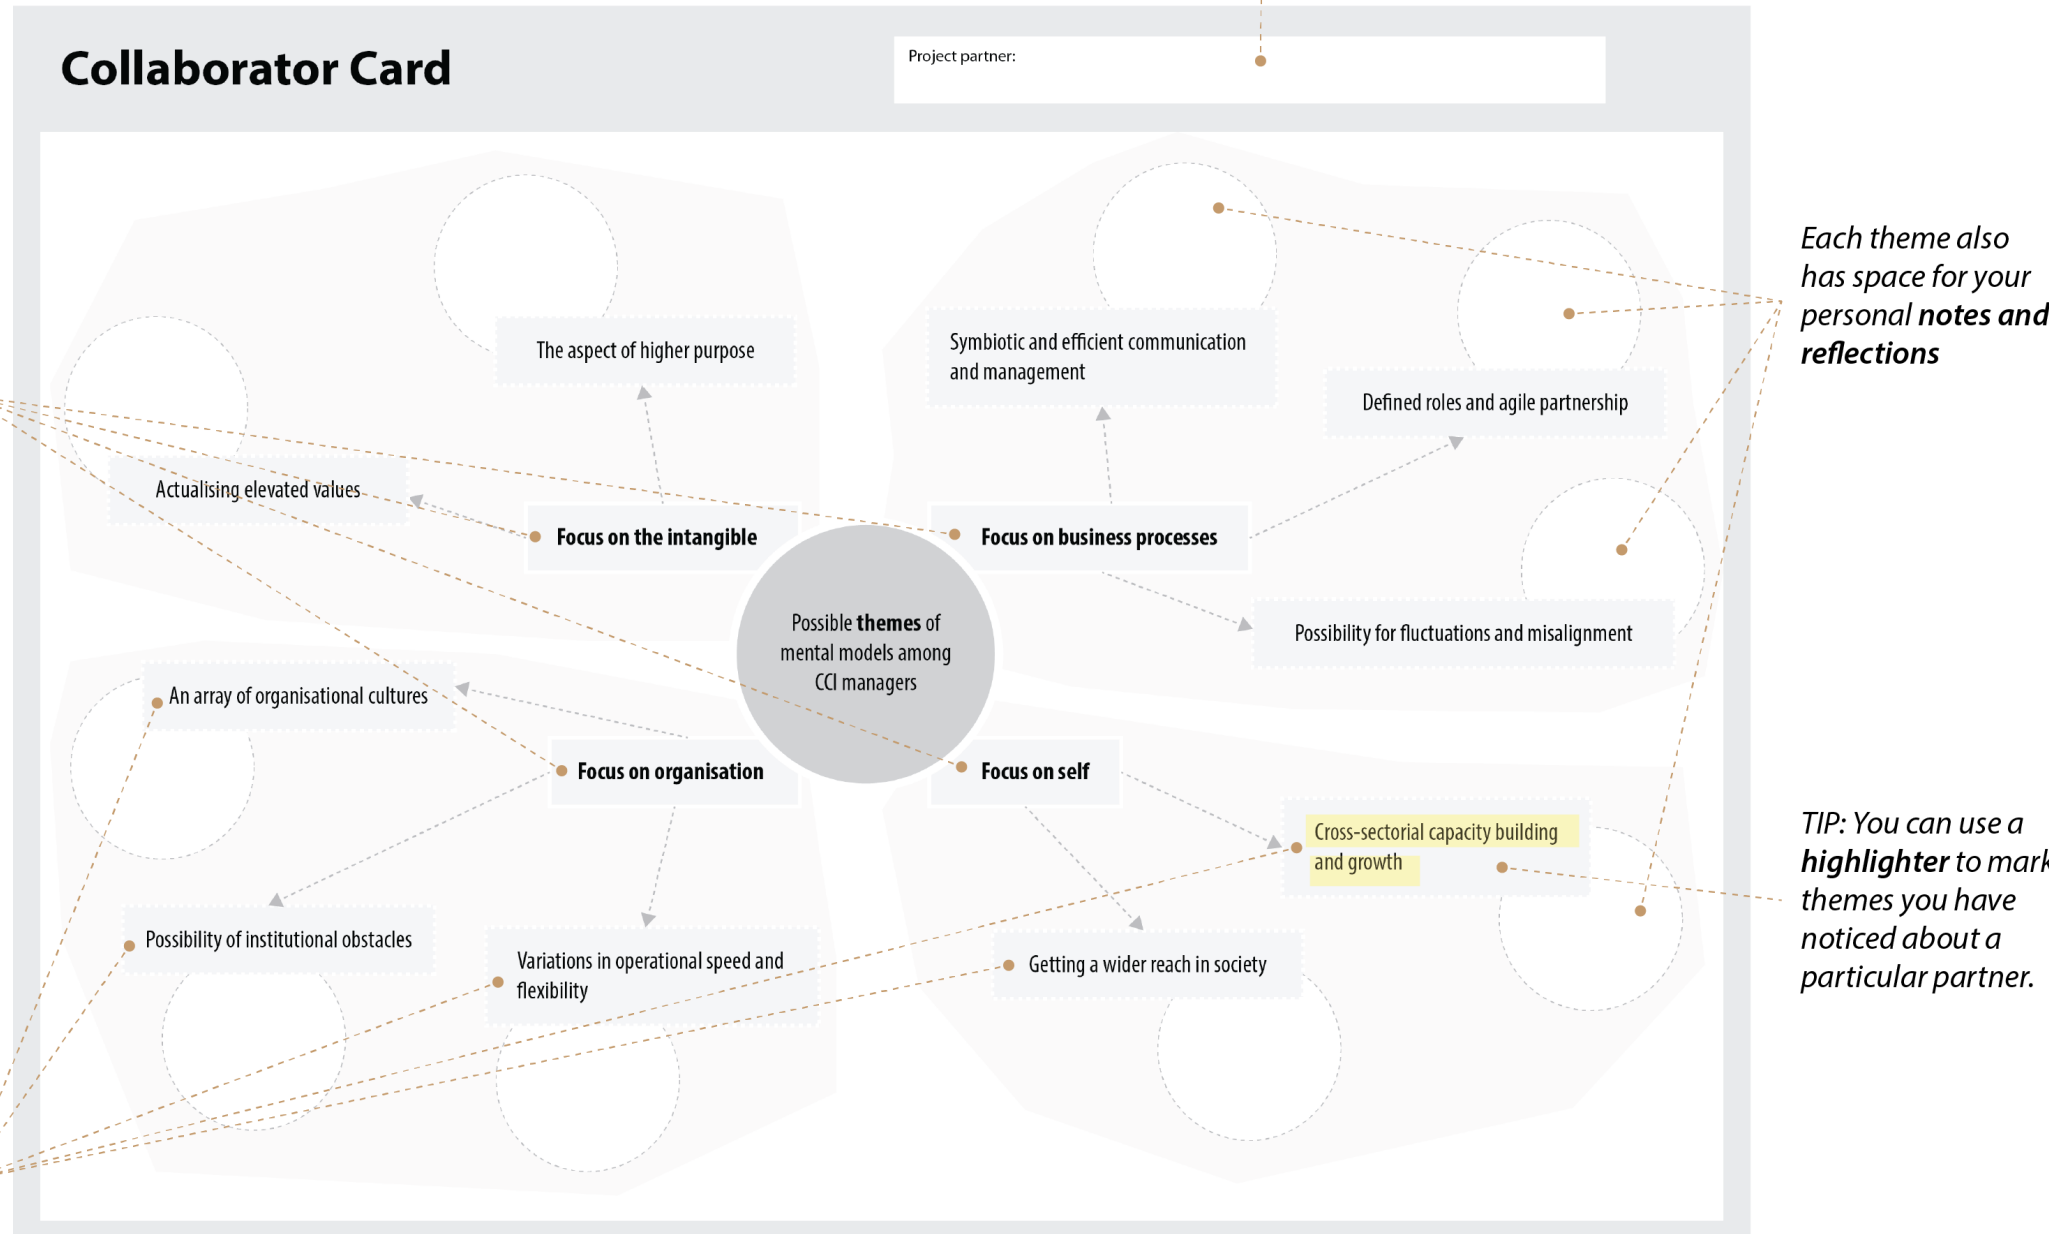 Collaborator Card
Project partner:
Each theme also
has space for your
personal notes and
reflections
The aspect of higher purpose
Symbiotic and efficient communication
and management
Defined roles and agile partnership
Actualising elevated values
Focus on the intangible
Focus on business processes
Possible themes of
mental models among
CCI managers
Possibility for fluctuations and misalignment
An array of organisational cultures
Focus on organisation
Focus on self
Cross-sectorial capacity building
and growth
TIP: You can use a
highlighter to mark
themes you have
noticed about a
particular partner.
Possibility of institutional obstacles
Variations in operational speed and
flexibility
Getting a wider reach in society